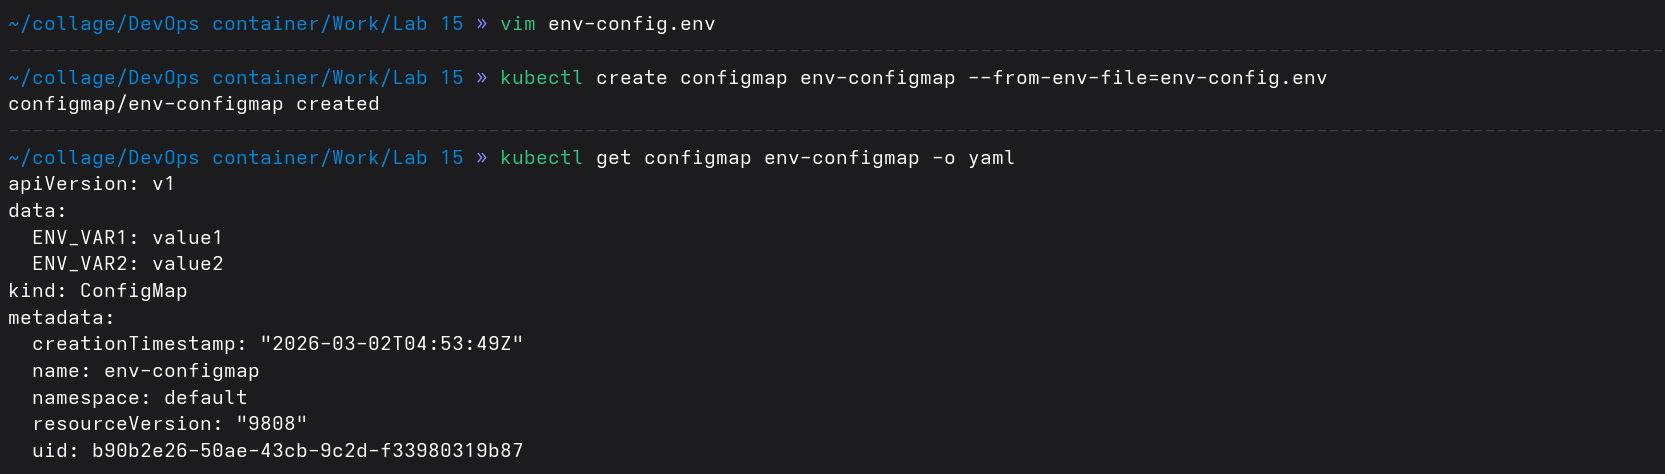 ~/collage/DevOps container/Work/Lab 15 » vim env-config.env
~/collage/DevOps container/Work/Lab 15 » kubectl create configmap env-configmap --from-env-file=env-config.env
configmap/env-configmap created
~/collage/DevOps container/Work/Lab 15 » kubectl get configmap env-configmap -o yaml
apiVersion: v1
data:
  ENV_VAR1: value1
  ENV_VAR2: value2
kind: ConfigMap
metadata:
  creationTimestamp: "2026-03-02T04:53:49Z"
  name: env-configmap
  namespace: default
  resourceVersion: "9808"
  uid: b90b2e26-50ae-43cb-9c2d-f33980319b87